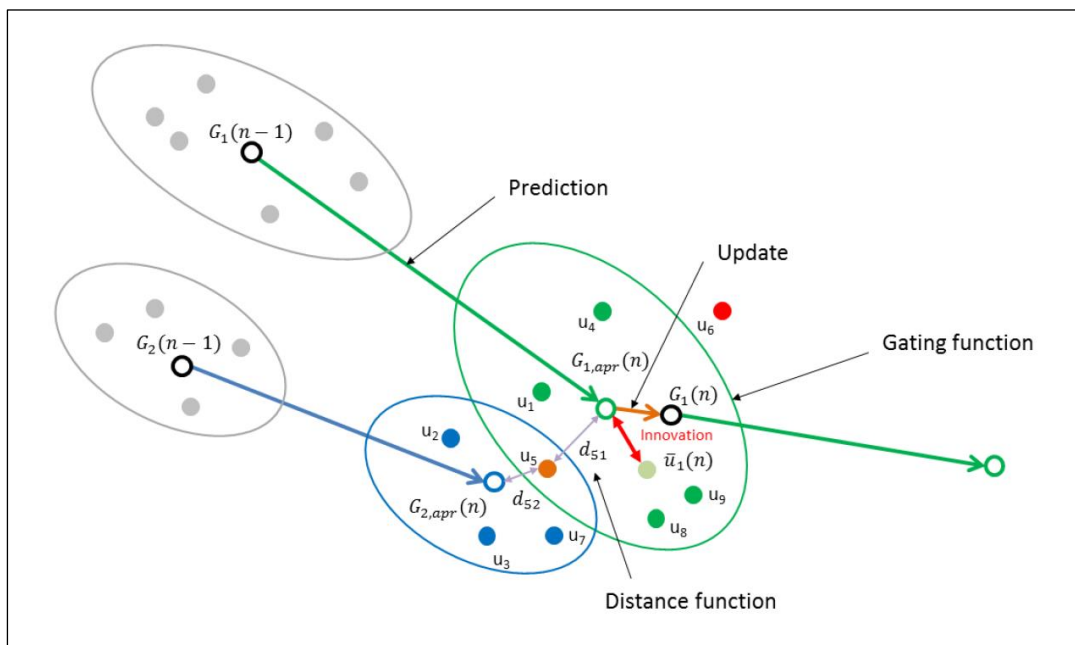 G₁(n − 1)
Prediction
Update
u₄
u₆
G₂(n − 1)
G₁,ₐₚᵣ(n)
Gating function
G₁(n)
u₁
u₂
Innovation
u₅
d₅₁
ū₁(n)
d₅₂
G₂,ₐₚᵣ(n)
u₉
u₈
u₃
u₇
Distance function